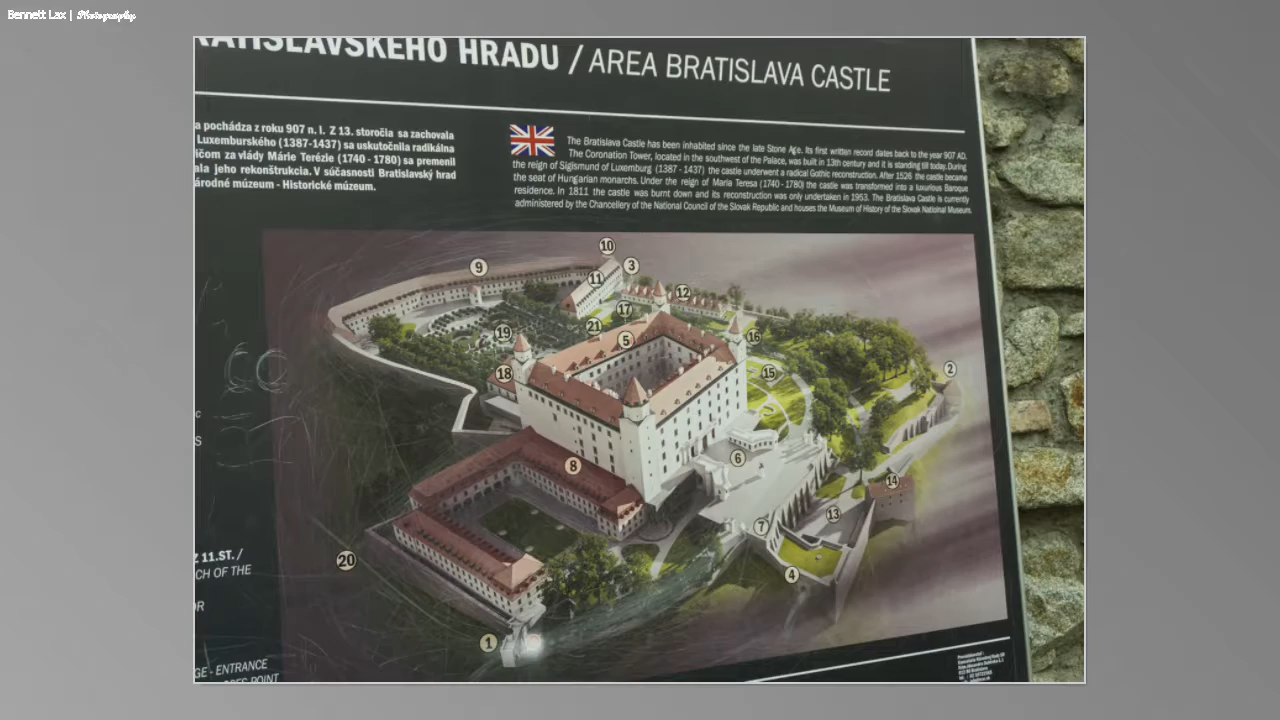 Bennett Lax | Photography
RATISLAVSKÉHO HRADU / AREA BRATISLAVA CASTLE
a pochádza z roku 907 n. l. Z 13. storočia sa zachovala
Luxemburského (1387-1437) sa uskutočnila radikálna
ičom za vlády Márie Terézie (1740 - 1780) sa premenil
ala jeho rekonštrukcia. V súčasnosti Bratislavský hrad
árodné múzeum - Historické múzeum.
The Bratislava Castle has been inhabited since the late Stone Age. Its first written record dates back to the year 907 AD.
The Coronation Tower, located in the southwest of the Palace, was built in 13th century and it is standing till today. During
the reign of Sigismund of Luxemburg (1387 - 1437) the castle underwent a radical Gothic reconstruction. After 1526 the castle became
the seat of Hungarian monarchs. Under the reign of Maria Teresa (1740 - 1780) the castle was transformed into a luxurious Baroque
residence. In 1811 the castle was burnt down and its reconstruction was only undertaken in 1953. The Bratislava Castle is currently
administered by the Chancellery of the National Council of the Slovak Republic and houses the Museum of History of the Slovak National Museum.
10
9
3
11
12
17
21
19
5
16
2
18
15
6
8
14
13
7
20
4
1
C
S
Z 11.ST. /
CH OF THE
OR
GE - ENTRANCE
CCES POINT